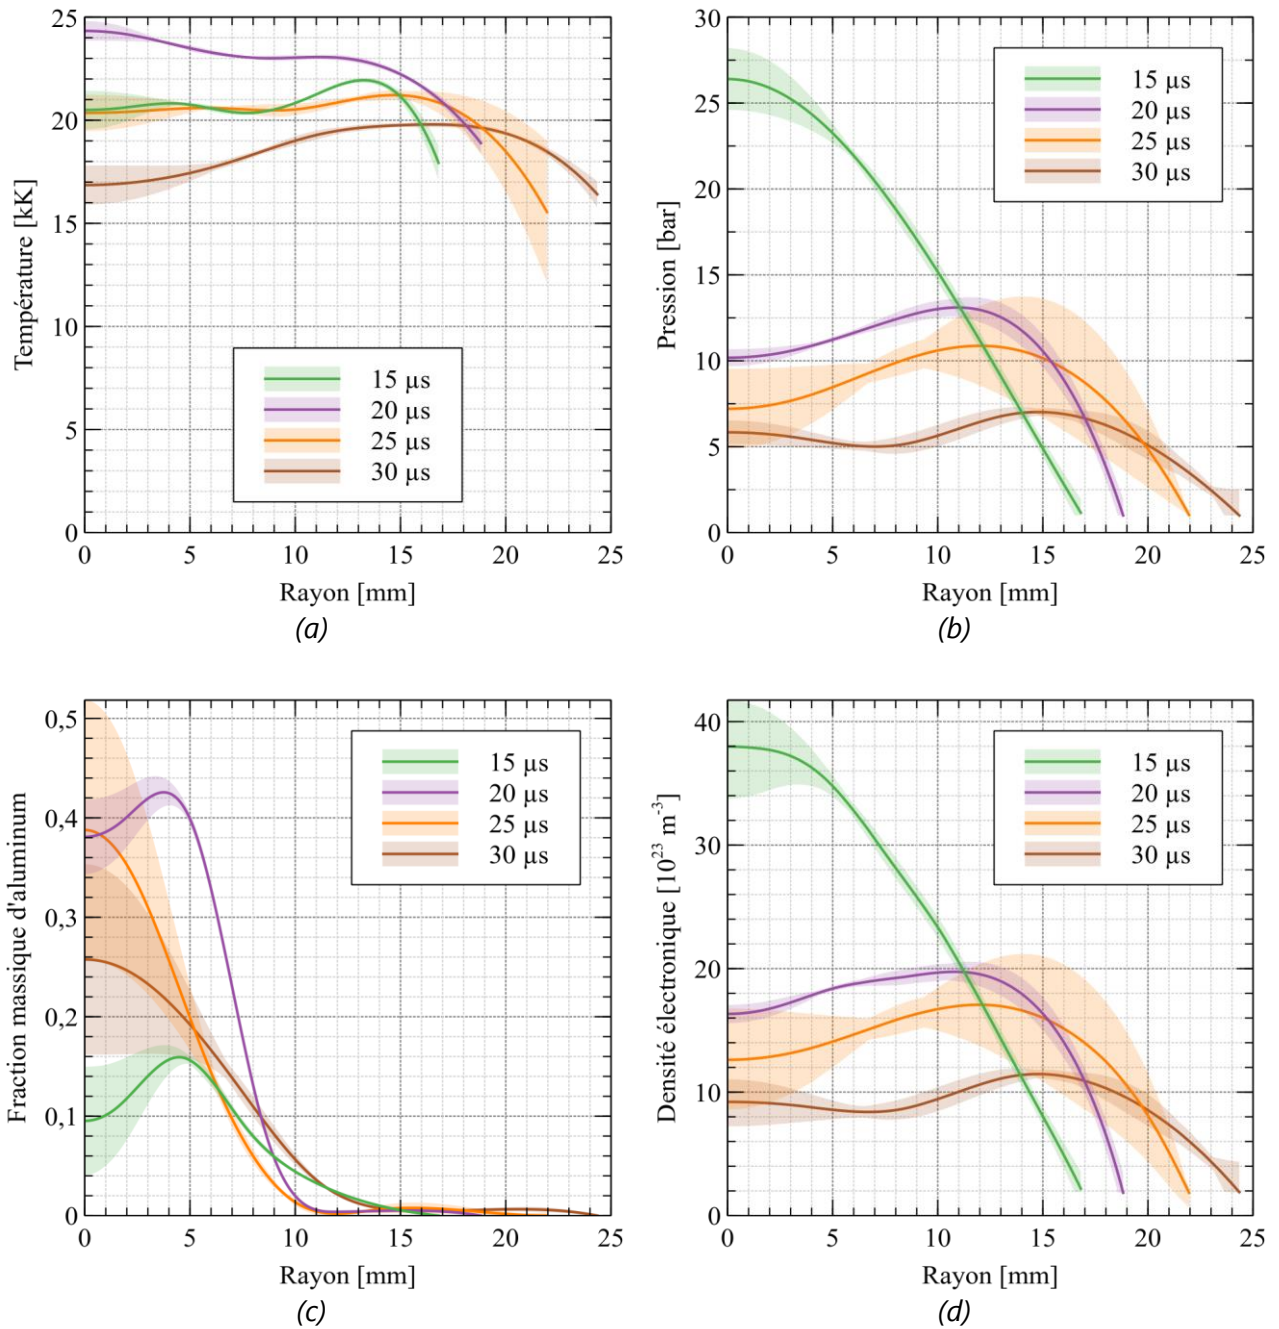 25
20
15
10
5
0
0 5 10 15 20 25
Température [kK]
Rayon [mm]
15 µs
20 µs
25 µs
30 µs
(a)
30
25
20
15
10
5
0
0 5 10 15 20 25
Pression [bar]
Rayon [mm]
15 µs
20 µs
25 µs
30 µs
(b)
0,5
0,4
0,3
0,2
0,1
0
0 5 10 15 20 25
Fraction massique d'aluminum
Rayon [mm]
15 µs
20 µs
25 µs
30 µs
(c)
40
30
20
10
0
0 5 10 15 20 25
Densité électronique [10²³ m⁻³]
Rayon [mm]
15 µs
20 µs
25 µs
30 µs
(d)